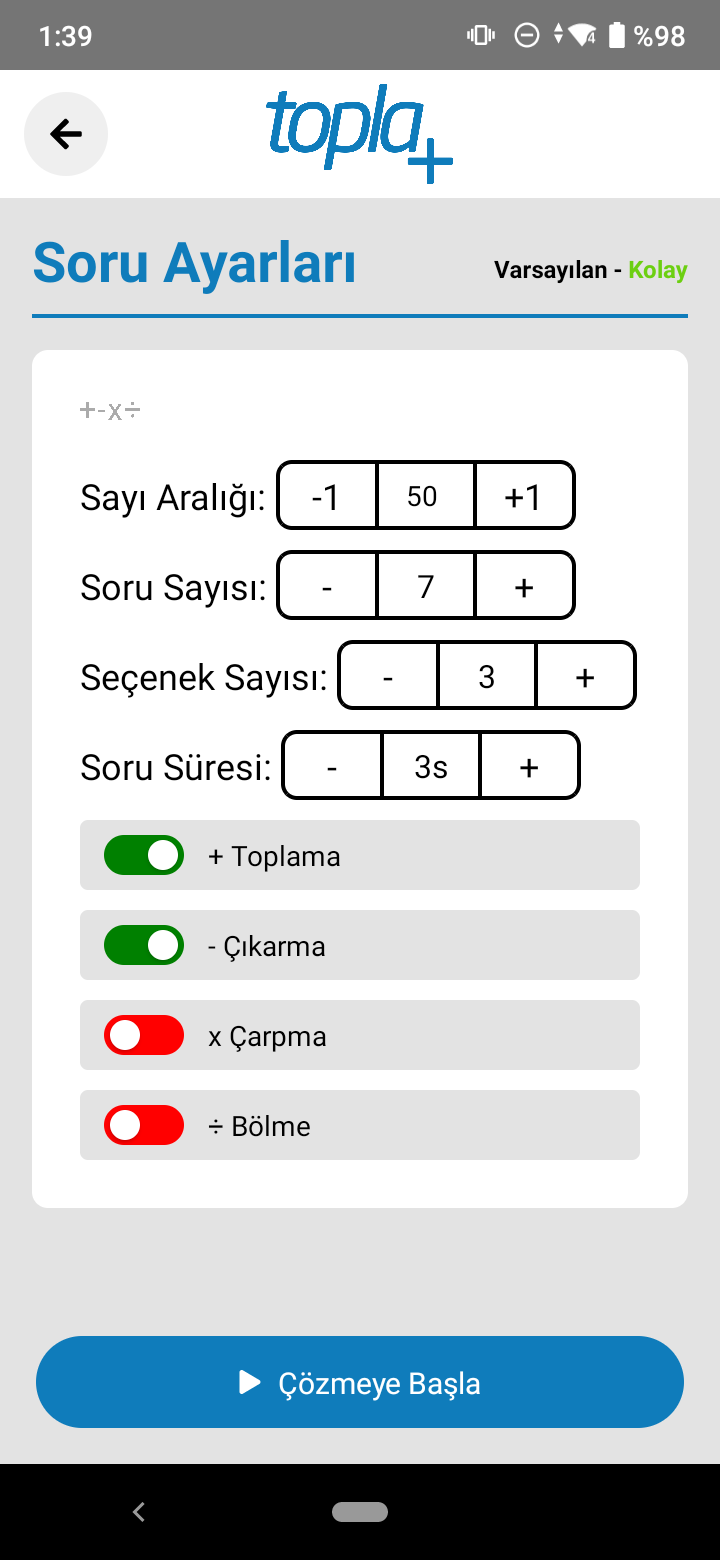 1:39 4 %98
topla+
Soru Ayarları
Varsayılan - Kolay
+-x÷
Sayı Aralığı: -1 50 +1
Soru Sayısı: - 7 +
Seçenek Sayısı: - 3 +
Soru Süresi: - 3s +
+ Toplama
- Çıkarma
x Çarpma
÷ Bölme
Çözmeye Başla